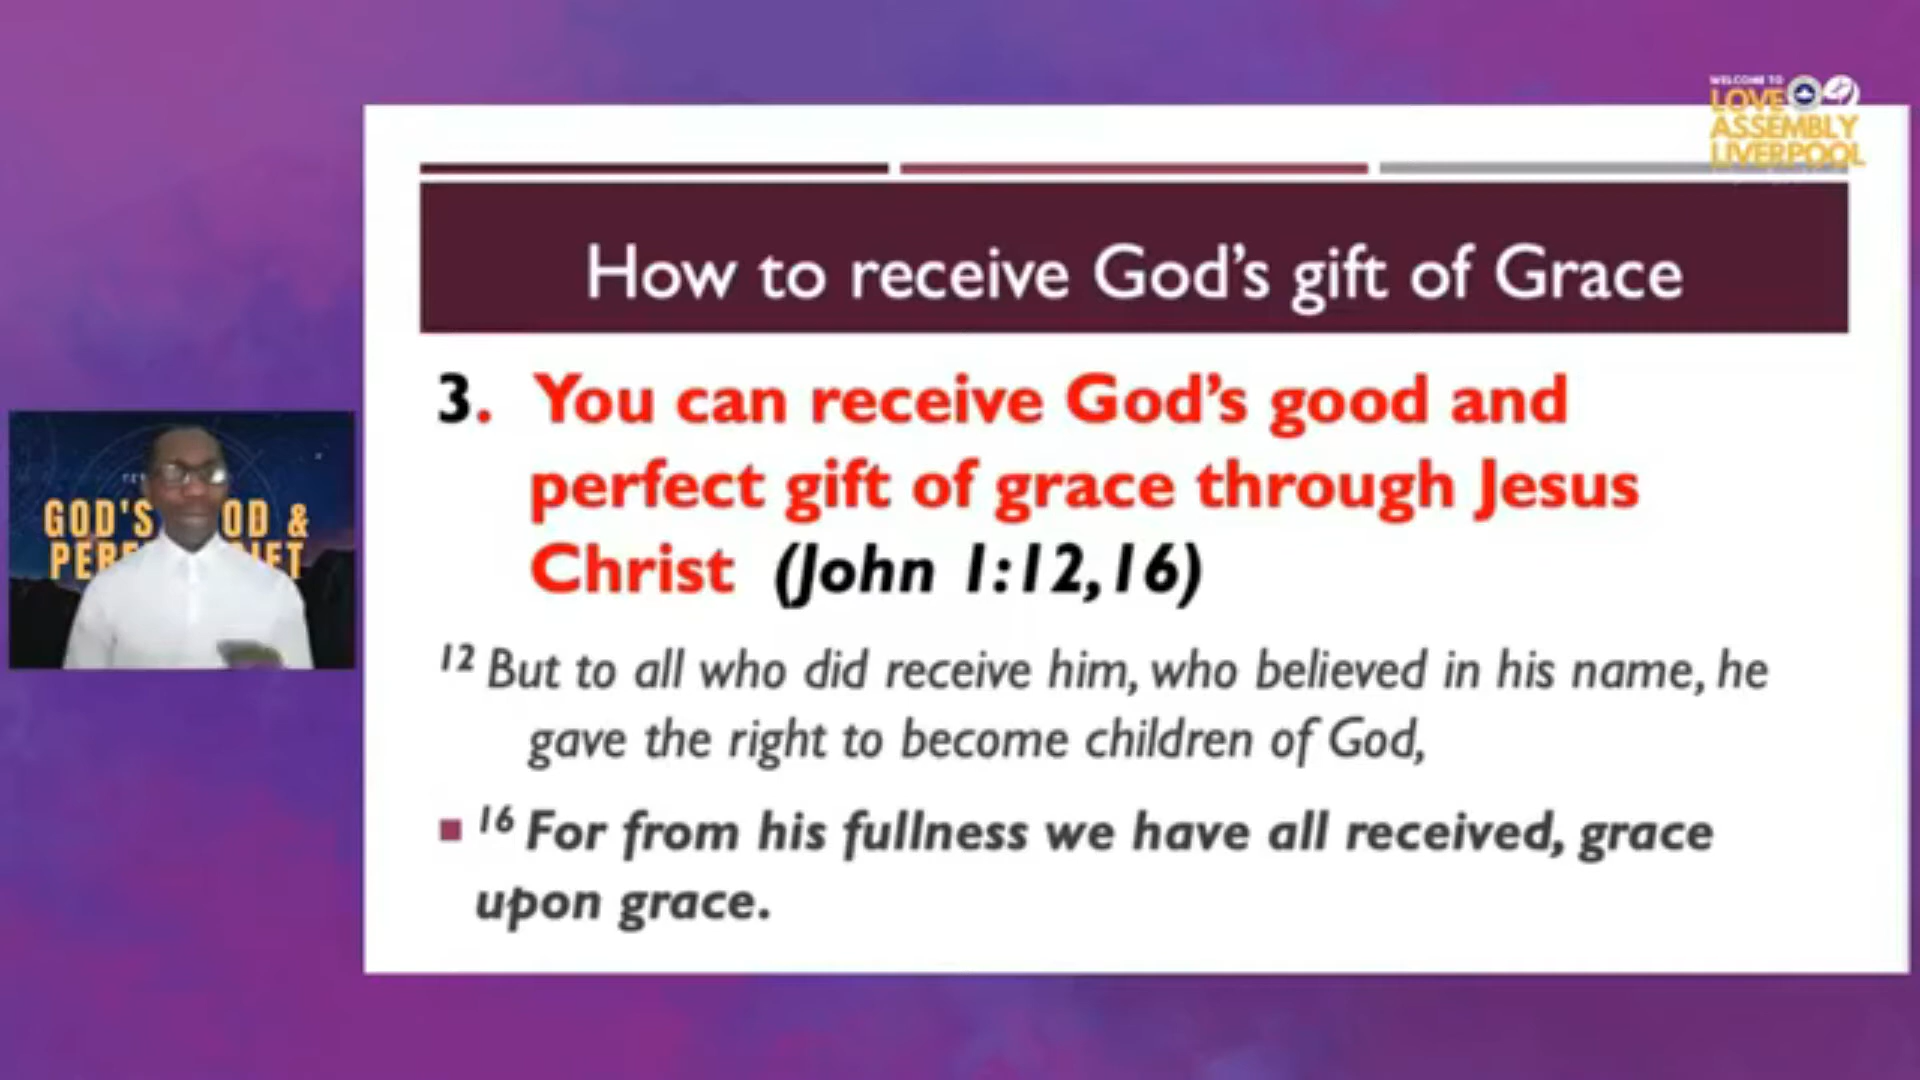 WELCOME TO
LOVE
ASSEMBLY
LIVERPOOL
How to receive God's gift of Grace
3. You can receive God's good and
perfect gift of grace through Jesus
Christ (John 1:12,16)
12 But to all who did receive him, who believed in his name, he
gave the right to become children of God,
16 For from his fullness we have all received, grace
upon grace.
GOD'S OD &
PER